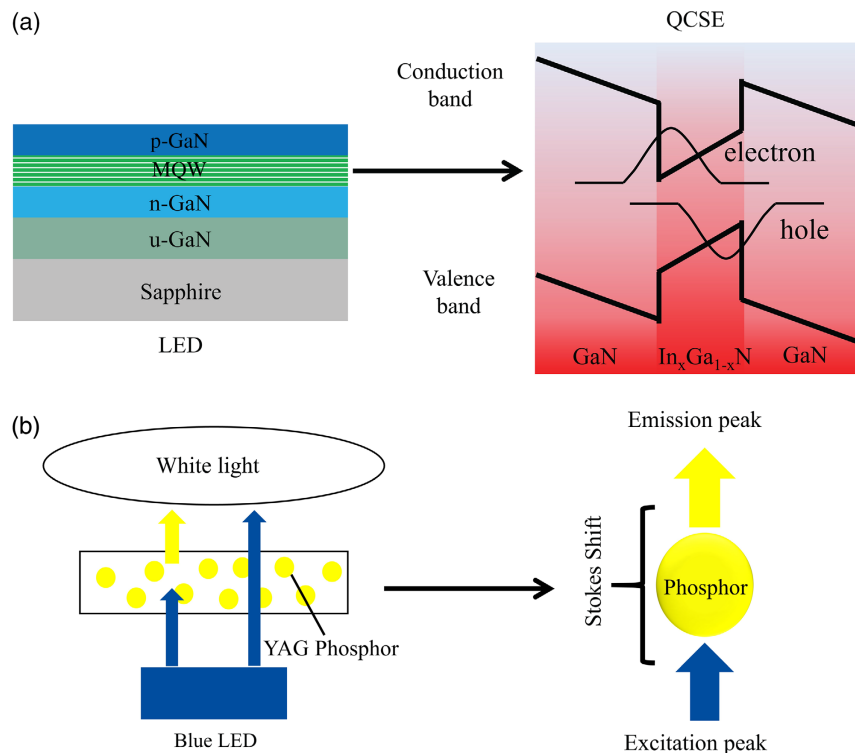 (a)
QCSE
Conduction
band
p-GaN
MQW
electron
n-GaN
hole
u-GaN
Valence
band
Sapphire
LED
GaN
InₓGa₁₋ₓN
GaN
(b)
Emission peak
White light
Stokes Shift
Phosphor
YAG Phosphor
Blue LED
Excitation peak